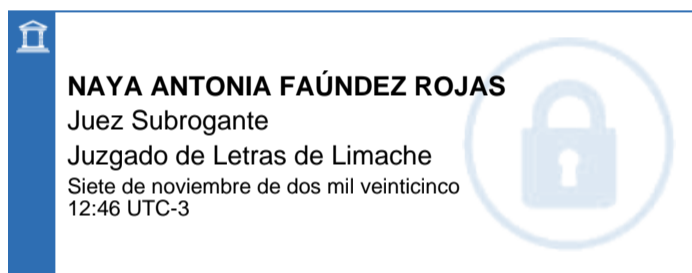 NAYA ANTONIA FAÚNDEZ ROJAS
Juez Subrogante
Juzgado de Letras de Limache
Siete de noviembre de dos mil veinticinco
12:46 UTC-3